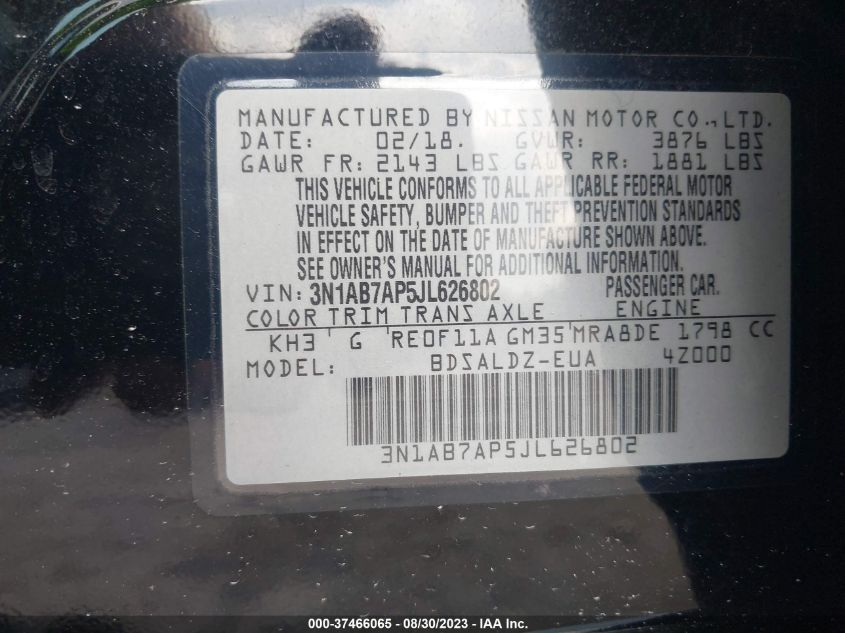 MANUFACTURED BY NISSAN MOTOR CO.,LTD.
DATE: 02/18. GVWR: 3876 LBS
GAWR FR: 2143 LBS GAWR RR: 1881 LBS
THIS VEHICLE CONFORMS TO ALL APPLICABLE FEDERAL MOTOR
VEHICLE SAFETY, BUMPER AND THEFT PREVENTION STANDARDS
IN EFFECT ON THE DATE OF MANUFACTURE SHOWN ABOVE.
SEE OWNER'S MANUAL FOR ADDITIONAL INFORMATION.
VIN: 3N1AB7AP5JL626802 PASSENGER CAR.
COLOR TRIM TRANS AXLE ENGINE
KH3 G RE0F11A GM35 MRA8DE 1798 CC
MODEL: BDSALDZ-EUA 4Z000
3N1AB7AP5JL626802
000-37466065 - 08/30/2023 - IAA Inc.